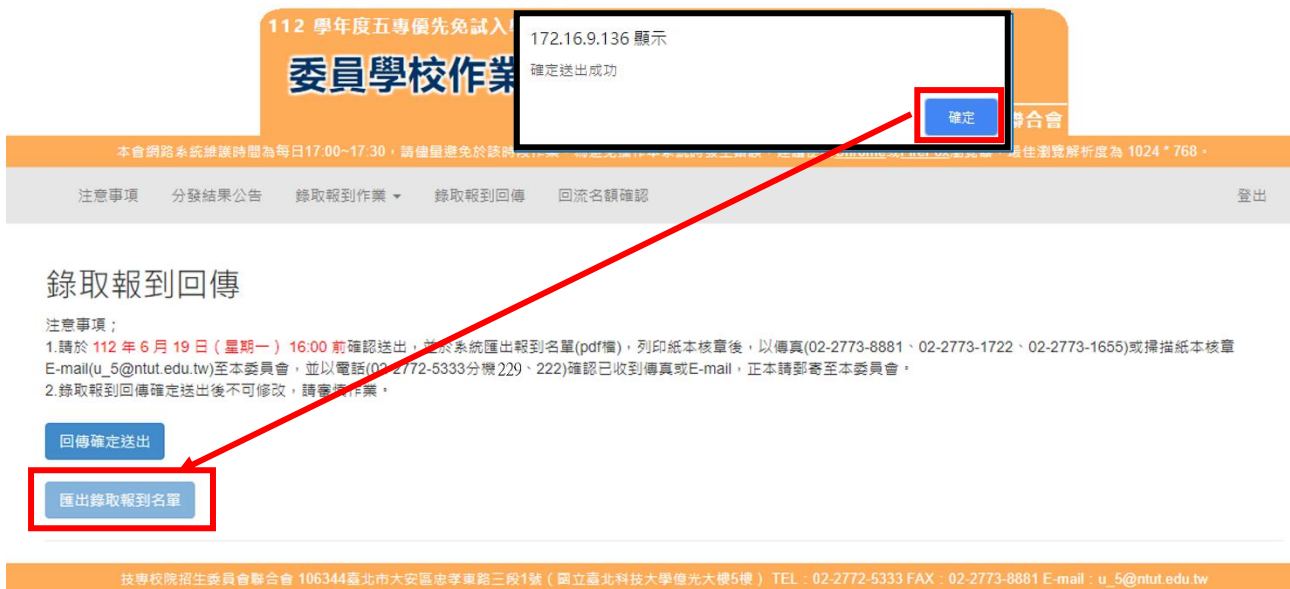 112 學年度五專優先免試入
委員學校作業
172.16.9.136 顯示
確定送出成功
確定
聯合會
本會網路系統維護時間為每日17:00~17:30，請儘量避免於該時段
最佳瀏覽解析度為 1024 * 768。
注意事項 分發結果公告 錄取報到作業 錄取報到回傳 回流名額確認 登出
錄取報到回傳
注意事項；
1.請於 112 年 6 月 19 日 ( 星期一 ) 16:00 前確認送出，並於系統匯出報到名單(pdf檔)，列印紙本核章後，以傳真(02-2773-8881、02-2773-1722、02-2773-1655)或掃描紙本核章
E-mail(u_5@ntut.edu.tw)至本委員會，並以電話(02-2772-5333分機229、222)確認已收到傳真或E-mail，正本請郵寄至本委員會。
2.錄取報到回傳確定送出後不可修改，請審慎作業。
回傳確定送出
匯出錄取報到名單
技專校院招生委員會聯合會 106344臺北市大安區忠孝東路三段1號 ( 國立臺北科技大學億光大樓5樓 ) TEL：02-2772-5333 FAX：02-2773-8881 E-mail：u_5@ntut.edu.tw